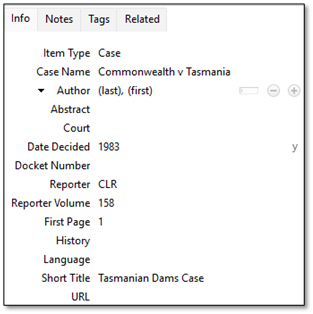 Info Notes Tags Related
Item Type Case
Case Name Commonwealth v Tasmania
Author (last), (first)
Abstract
Court
Date Decided 1983 y
Docket Number
Reporter CLR
Reporter Volume 158
First Page 1
History
Language
Short Title Tasmanian Dams Case
URL